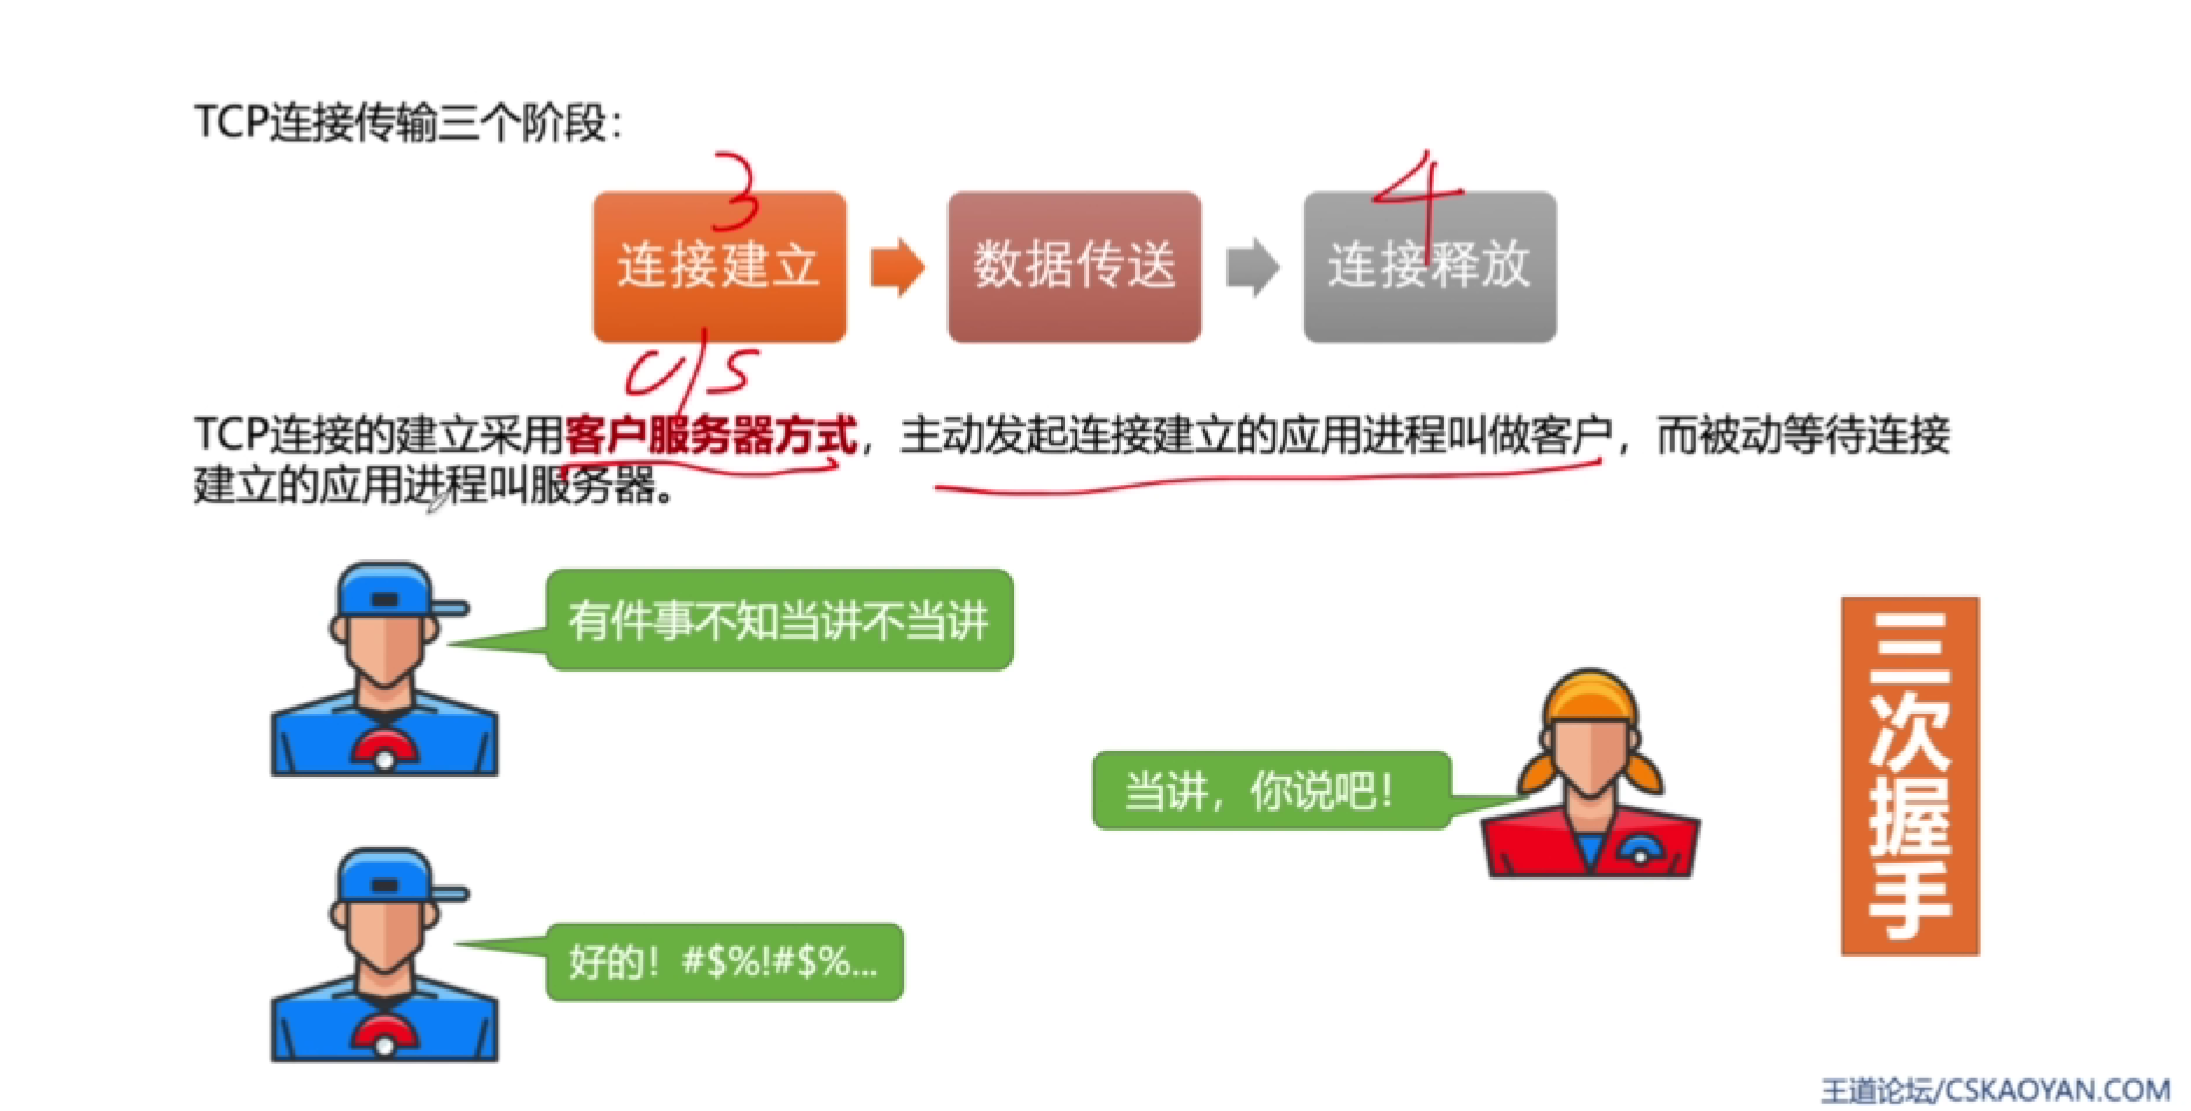 TCP连接传输三个阶段：
3
4
连接建立
数据传送
连接释放
C/S
TCP连接的建立采用客户服务器方式，主动发起连接建立的应用进程叫做客户，而被动等待连接
建立的应用进程叫服务器。
有件事不知当讲不当讲
当讲，你说吧！
好的！#$%!#$%...
三次握手
王道论坛/CSKAOYAN.COM